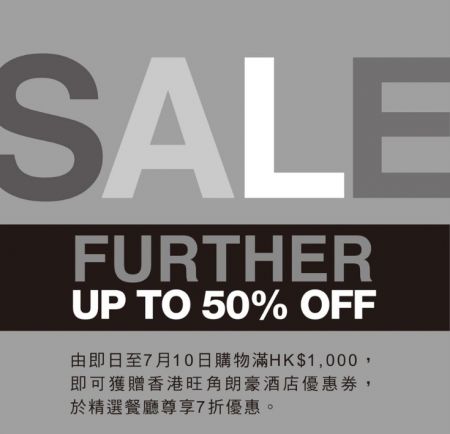 SALE
FURTHER
UP TO 50% OFF
由即日至7月10日購物滿HK$1,000，
即可獲贈香港旺角朗豪酒店優惠券，
於精選餐廳尊享7折優惠。